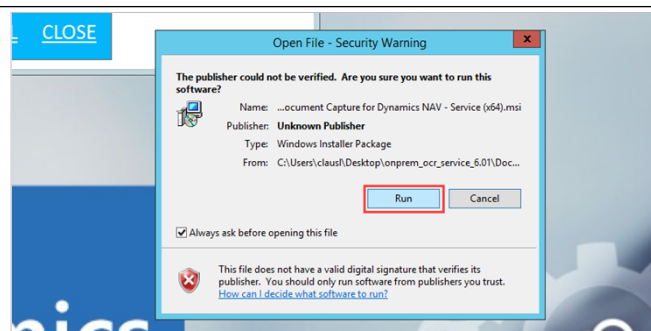 CLOSE
Open File - Security Warning
x
The publisher could not be verified. Are you sure you want to run this
software?
Name: ...ocument Capture for Dynamics NAV - Service (x64).msi
Publisher: Unknown Publisher
Type: Windows Installer Package
From: C:\Users\clausl\Desktop\onprem_ocr_service_6.01\Doc...
Run Cancel
Always ask before opening this file
This file does not have a valid digital signature that verifies its
publisher. You should only run software from publishers you trust.
How can I decide what software to run?